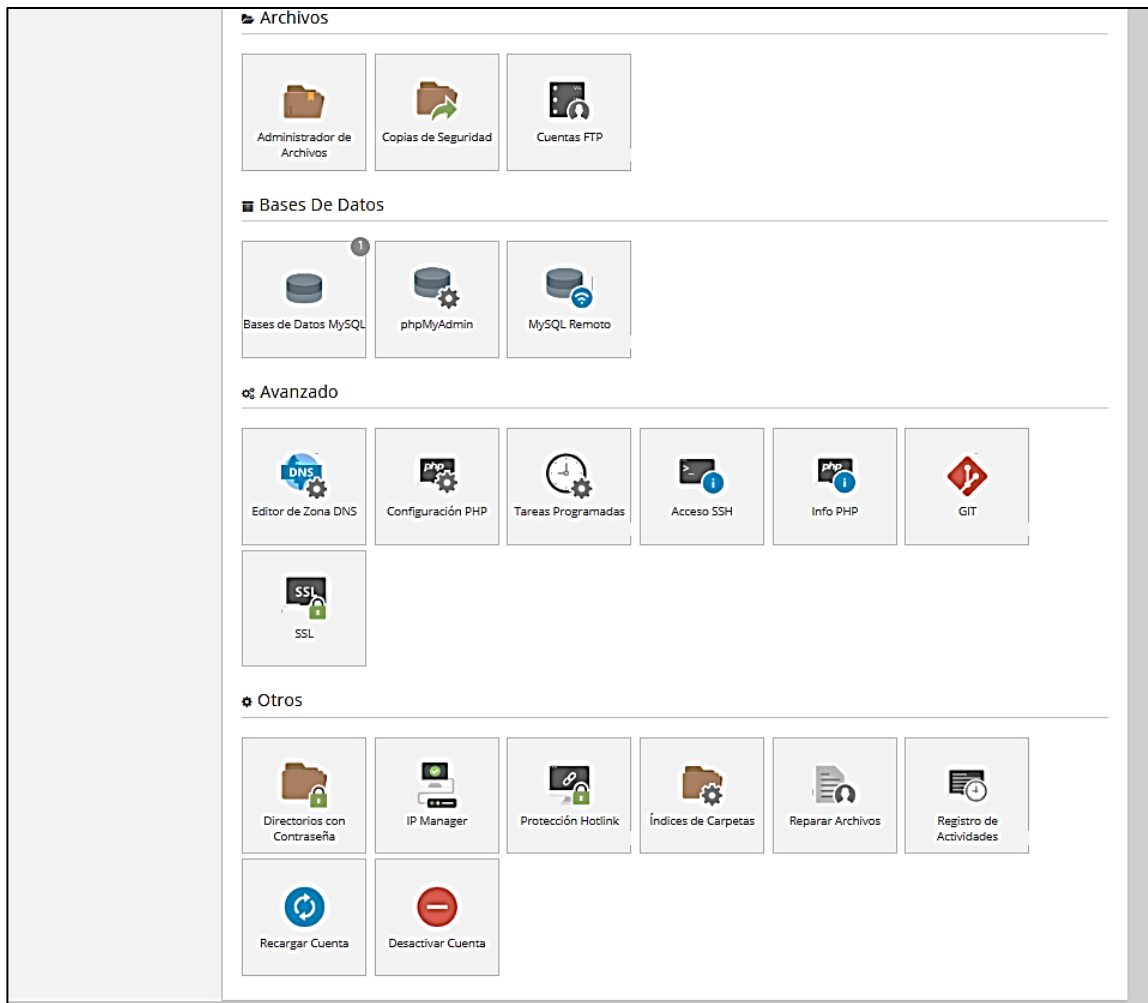 Archivos
Administrador de
Archivos
Copias de Seguridad
Cuentas FTP
Bases De Datos
1
Bases de Datos MySQL
phpMyAdmin
MySQL Remoto
Avanzado
DNS
Editor de Zona DNS
php
Configuración PHP
Tareas Programadas
>_
Acceso SSH
php
Info PHP
GIT
SSL
SSL
Otros
Directorios con
Contraseña
IP Manager
Protección Hotlink
Índices de Carpetas
Reparar Archivos
Registro de
Actividades
Recargar Cuenta
Desactivar Cuenta